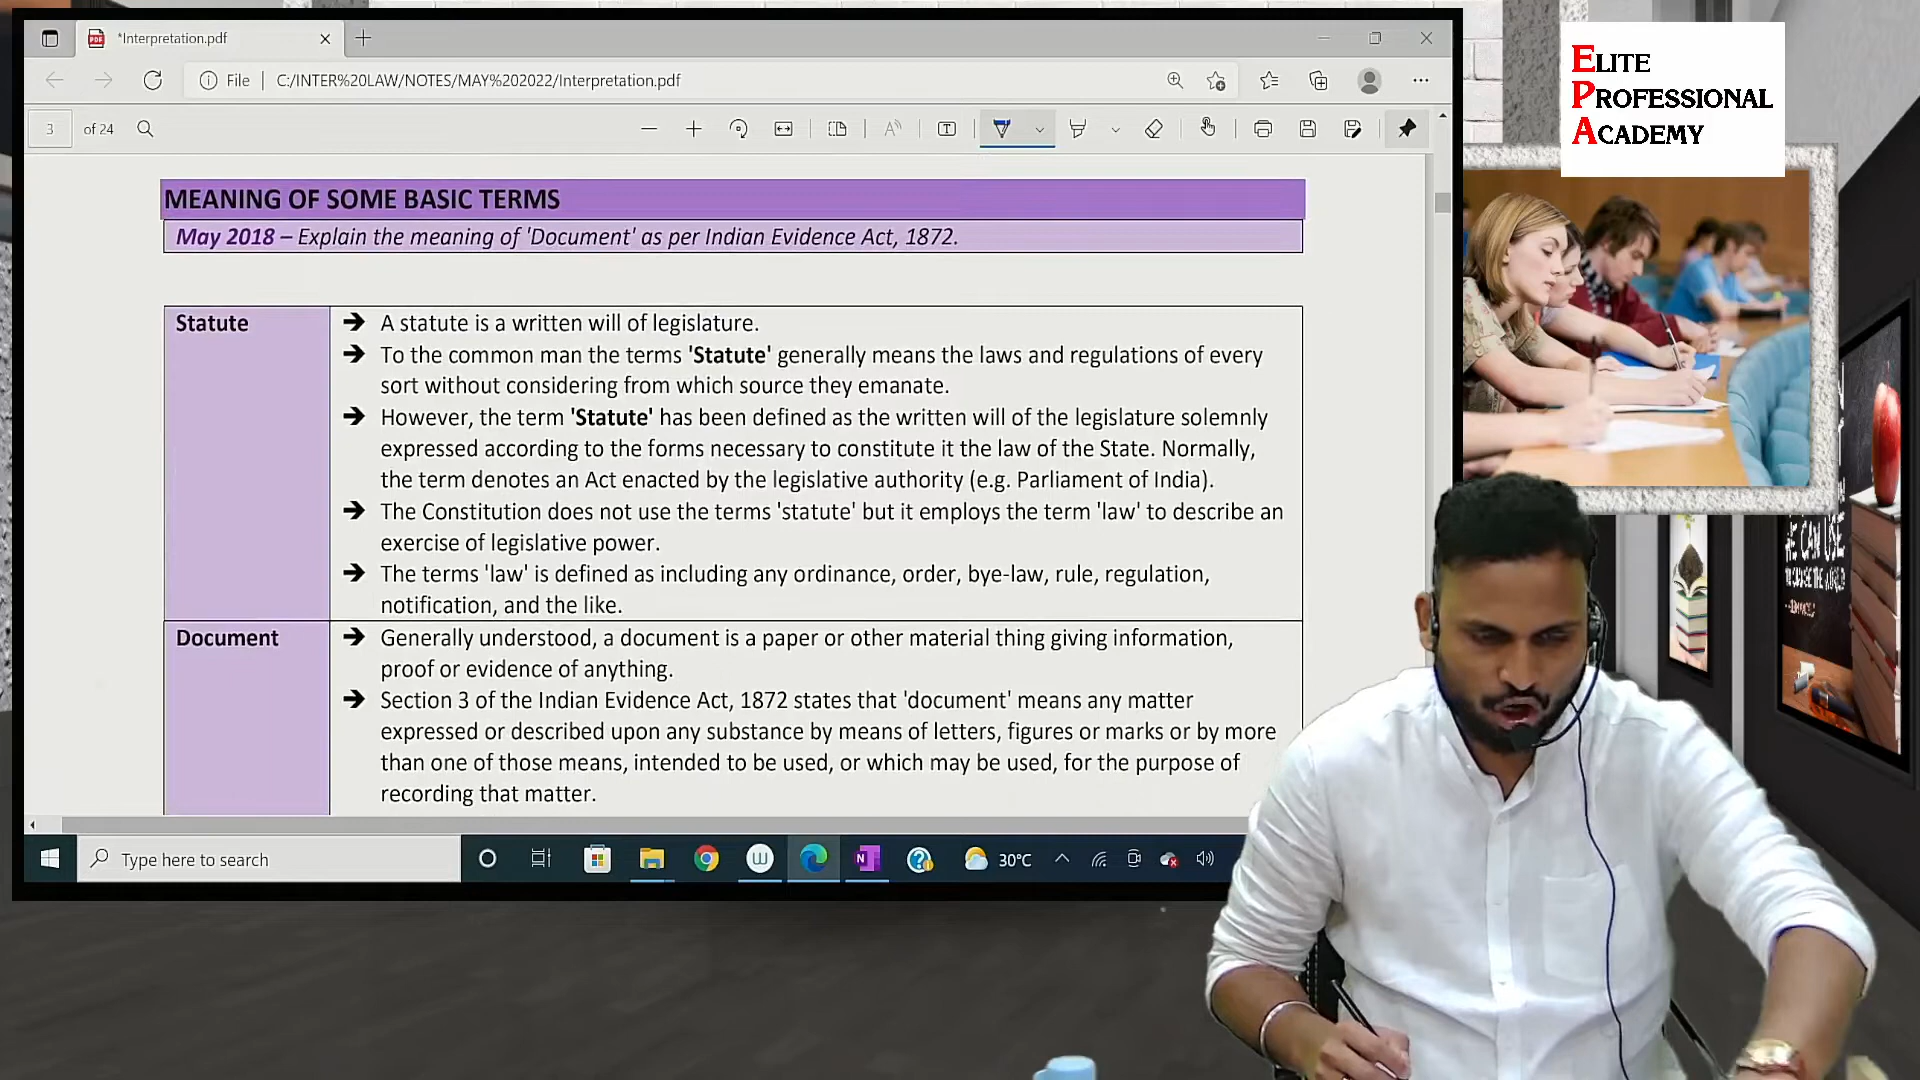 *Interpretation.pdf
File
C:/INTER%20LAW/NOTES/MAY%202022/Interpretation.pdf
3 of 24
MEANING OF SOME BASIC TERMS
May 2018 – Explain the meaning of 'Document' as per Indian Evidence Act, 1872.
Statute
➔ A statute is a written will of legislature.
➔ To the common man the terms 'Statute' generally means the laws and regulations of every
sort without considering from which source they emanate.
➔ However, the term 'Statute' has been defined as the written will of the legislature solemnly
expressed according to the forms necessary to constitute it the law of the State. Normally,
the term denotes an Act enacted by the legislative authority (e.g. Parliament of India).
➔ The Constitution does not use the terms 'statute' but it employs the term 'law' to describe an
exercise of legislative power.
➔ The terms 'law' is defined as including any ordinance, order, bye-law, rule, regulation,
notification, and the like.
Document
➔ Generally understood, a document is a paper or other material thing giving information,
proof or evidence of anything.
➔ Section 3 of the Indian Evidence Act, 1872 states that 'document' means any matter
expressed or described upon any substance by means of letters, figures or marks or by more
than one of those means, intended to be used, or which may be used, for the purpose of
recording that matter.
Type here to search
30°C
ELITE
PROFESSIONAL
ACADEMY
WE CAN USE